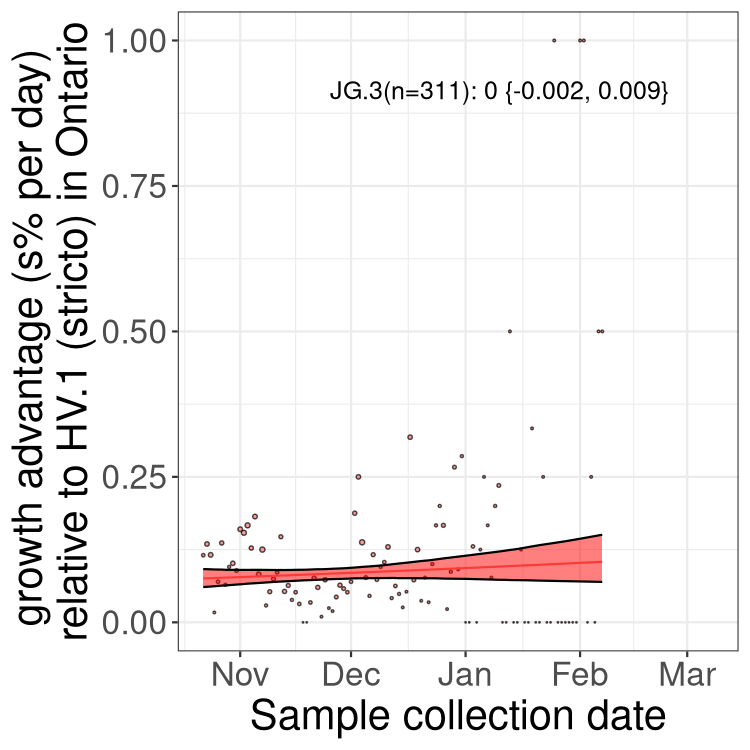 growth advantage (s% per day)
relative to HV.1 (stricto) in Ontario
1.00
0.75
0.50
0.25
0.00
JG.3(n=311): 0 {-0.002, 0.009}
Nov Dec Jan Feb Mar
Sample collection date